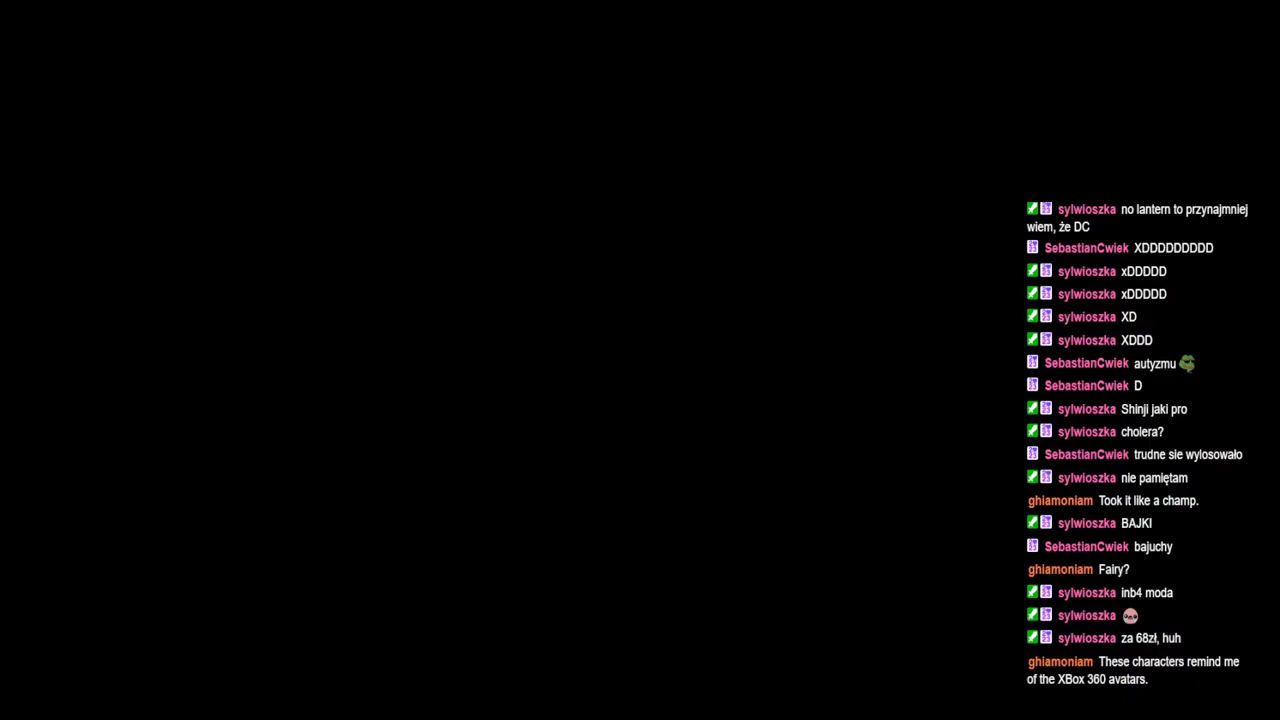 sylwioszka no lantern to przynajmniej
wiem, że DC
SebastianCwiek XDDDDDDDDD
sylwioszka xDDDDD
sylwioszka xDDDDD
sylwioszka XD
sylwioszka XDDD
SebastianCwiek autyzmu
SebastianCwiek D
sylwioszka Shinji jaki pro
sylwioszka cholera?
SebastianCwiek trudne sie wylosowało
sylwioszka nie pamiętam
ghiamoniam Took it like a champ.
sylwioszka BAJKI
SebastianCwiek bajuchy
ghiamoniam Fairy?
sylwioszka inb4 moda
sylwioszka
sylwioszka za 68zł, huh
ghiamoniam These characters remind me
of the XBox 360 avatars.